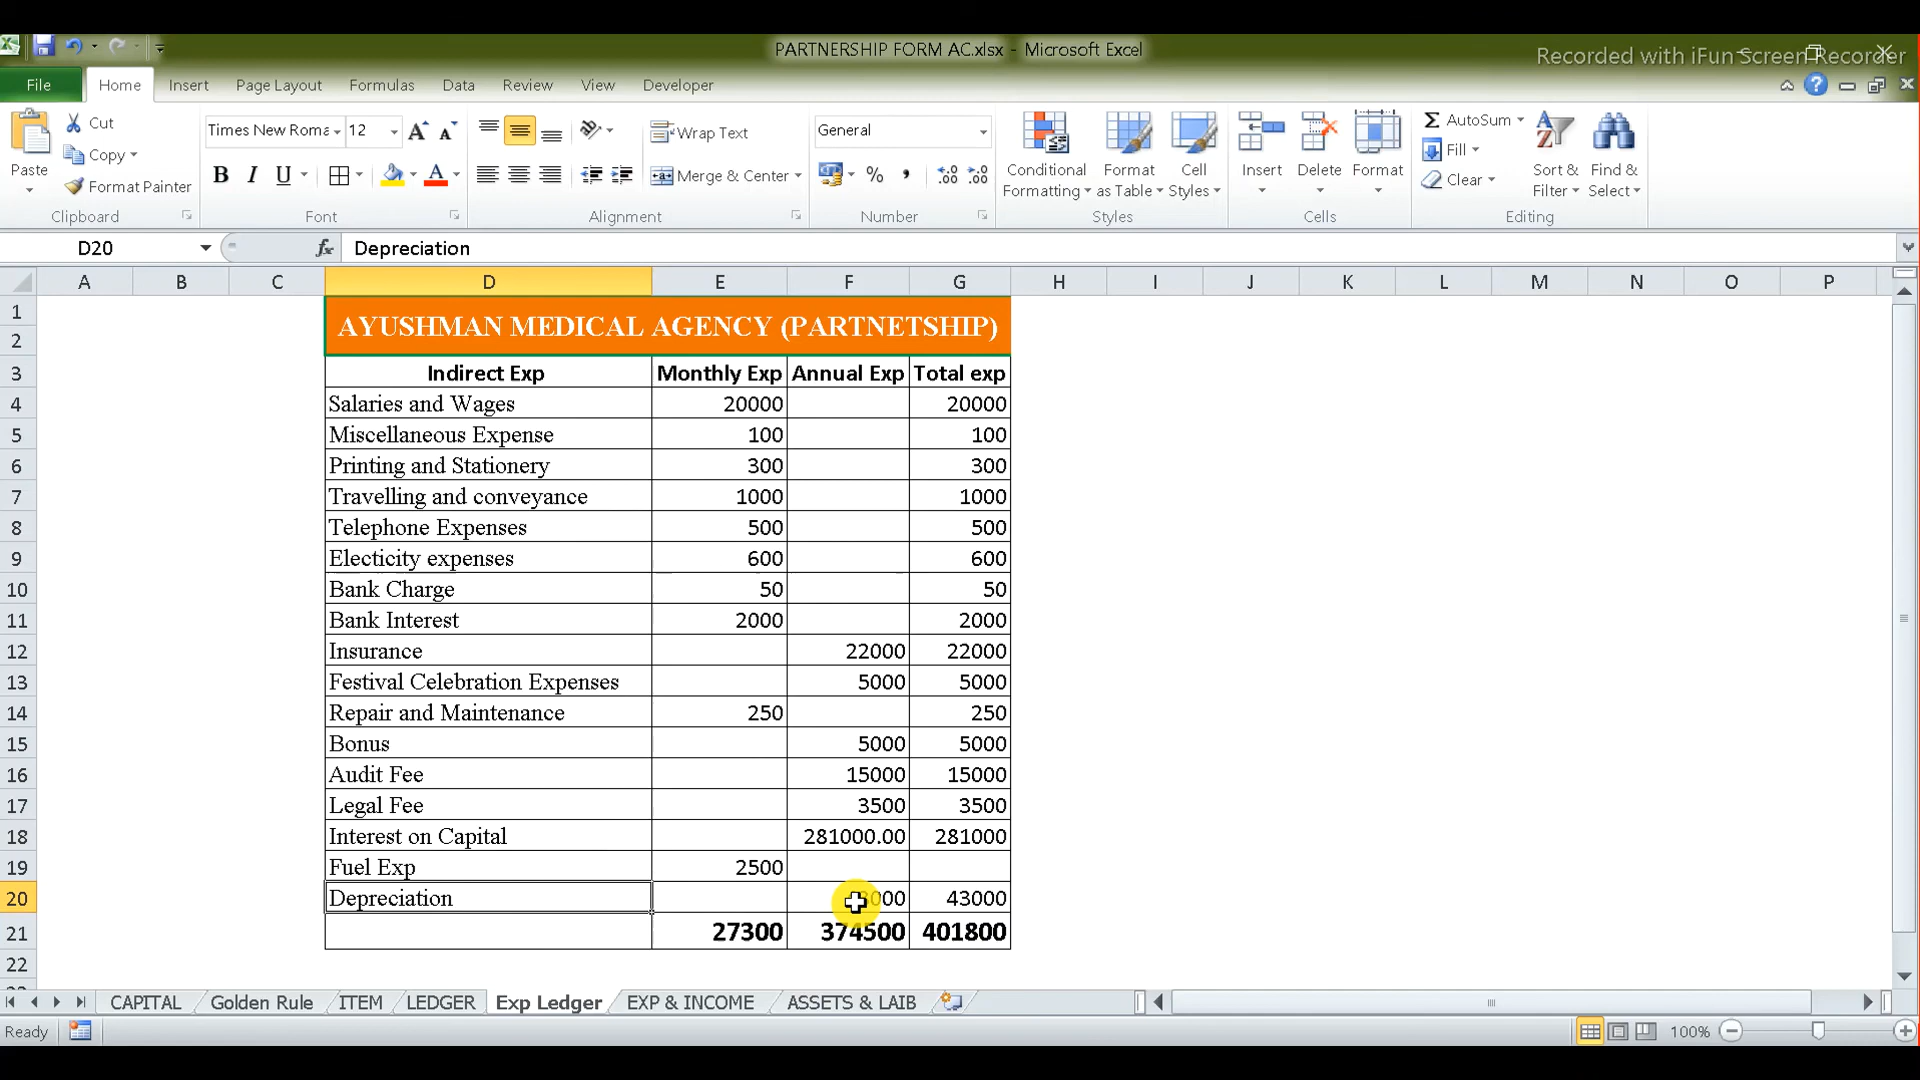 PARTNERSHIP FORM AC.xlsx - Microsoft Excel
Recorded with iFun Screen Recorder
File Home Insert Page Layout Formulas Data Review View Developer
Paste
Cut
Copy
Format Painter
Clipboard
Times New Roma 12
B I U
Font
Wrap Text
Merge & Center
Alignment
General
%
Number
Conditional Formatting
Format as Table
Cell Styles
Styles
Insert
Delete
Format
Cells
AutoSum
Fill
Clear
Sort & Filter
Find & Select
Editing
D20 fx Depreciation
A B C D E F G H I J K L M N O P
1
AYUSHMAN MEDICAL AGENCY (PARTNETSHIP)
2
3 Indirect Exp Monthly Exp Annual Exp Total exp
4 Salaries and Wages 20000 20000
5 Miscellaneous Expense 100 100
6 Printing and Stationery 300 300
7 Travelling and conveyance 1000 1000
8 Telephone Expenses 500 500
9 Electicity expenses 600 600
10 Bank Charge 50 50
11 Bank Interest 2000 2000
12 Insurance 22000 22000
13 Festival Celebration Expenses 5000 5000
14 Repair and Maintenance 250 250
15 Bonus 5000 5000
16 Audit Fee 15000 15000
17 Legal Fee 3500 3500
18 Interest on Capital 281000.00 281000
19 Fuel Exp 2500
20 Depreciation 43000
21 27300 374500 401800
22
CAPITAL Golden Rule ITEM LEDGER Exp Ledger EXP & INCOME ASSETS & LAIB
Ready 100%